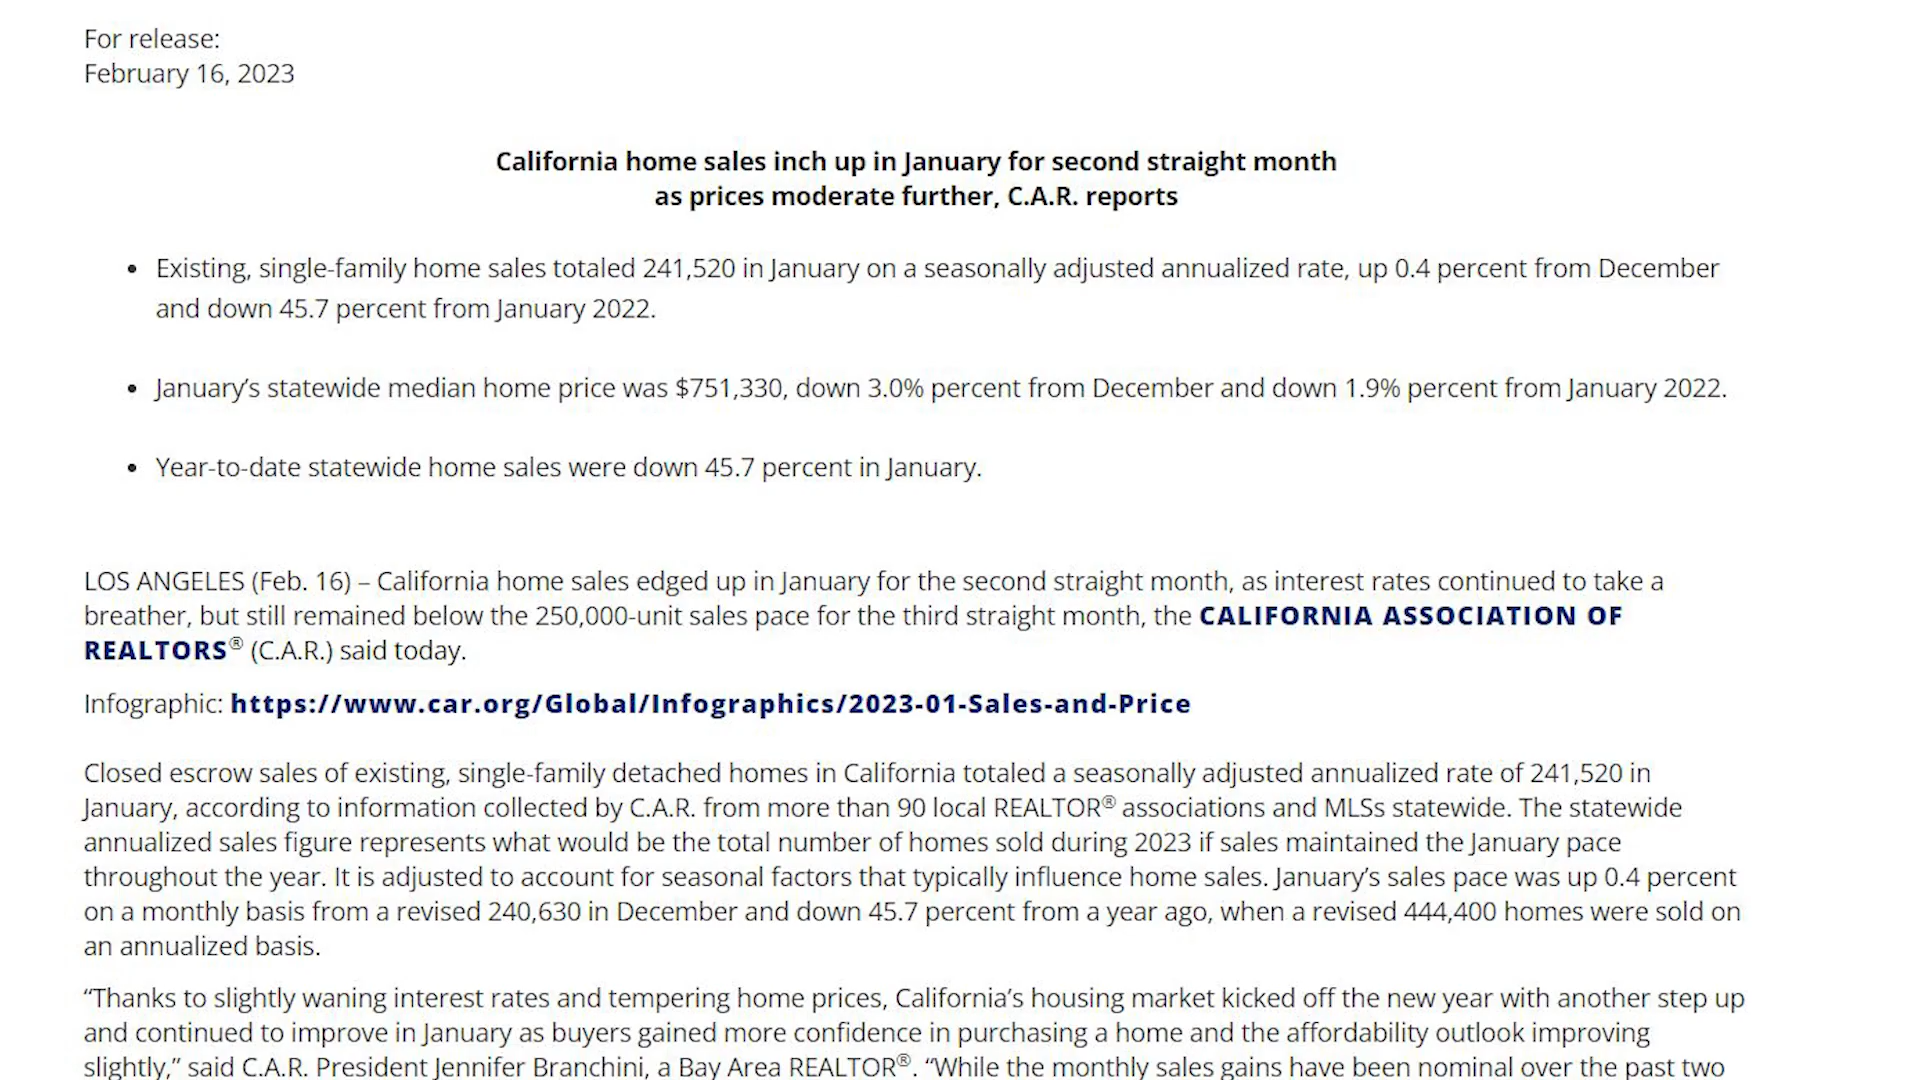 For release:
February 16, 2023
California home sales inch up in January for second straight month
as prices moderate further, C.A.R. reports
• Existing, single-family home sales totaled 241,520 in January on a seasonally adjusted annualized rate, up 0.4 percent from December
and down 45.7 percent from January 2022.
• January’s statewide median home price was $751,330, down 3.0% percent from December and down 1.9% percent from January 2022.
• Year-to-date statewide home sales were down 45.7 percent in January.
LOS ANGELES (Feb. 16) – California home sales edged up in January for the second straight month, as interest rates continued to take a
breather, but still remained below the 250,000-unit sales pace for the third straight month, the CALIFORNIA ASSOCIATION OF
REALTORS® (C.A.R.) said today.
Infographic: https://www.car.org/Global/Infographics/2023-01-Sales-and-Price
Closed escrow sales of existing, single-family detached homes in California totaled a seasonally adjusted annualized rate of 241,520 in
January, according to information collected by C.A.R. from more than 90 local REALTOR® associations and MLSs statewide. The statewide
annualized sales figure represents what would be the total number of homes sold during 2023 if sales maintained the January pace
throughout the year. It is adjusted to account for seasonal factors that typically influence home sales. January’s sales pace was up 0.4 percent
on a monthly basis from a revised 240,630 in December and down 45.7 percent from a year ago, when a revised 444,400 homes were sold on
an annualized basis.
“Thanks to slightly waning interest rates and tempering home prices, California’s housing market kicked off the new year with another step up
and continued to improve in January as buyers gained more confidence in purchasing a home and the affordability outlook improving
slightly,” said C.A.R. President Jennifer Branchini, a Bay Area REALTOR®. “While the monthly sales gains have been nominal over the past two